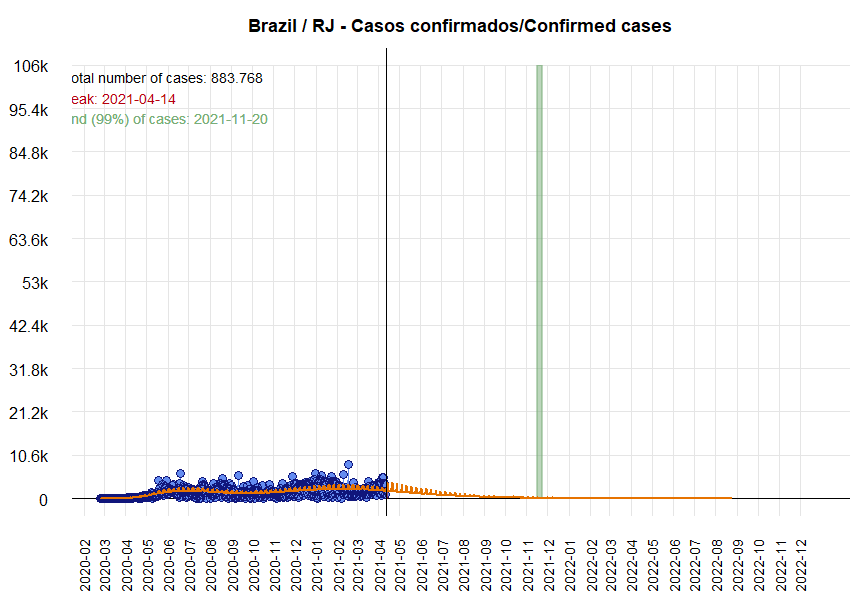 Brazil / RJ - Casos confirmados/Confirmed cases
106k
otal number of cases: 883.768
eak: 2021-04-14
95.4k
nd (99%) of cases: 2021-11-20
84.8k
74.2k
63.6k
53k
42.4k
31.8k
21.2k
10.6k
0
2020-02
2020-03
2020-04
2020-05
2020-06
2020-07
2020-08
2020-09
2020-10
2020-11
2020-12
2021-01
2021-02
2021-03
2021-04
2021-05
2021-06
2021-07
2021-08
2021-09
2021-10
2021-11
2021-12
2022-01
2022-02
2022-03
2022-04
2022-05
2022-06
2022-07
2022-08
2022-09
2022-10
2022-11
2022-12